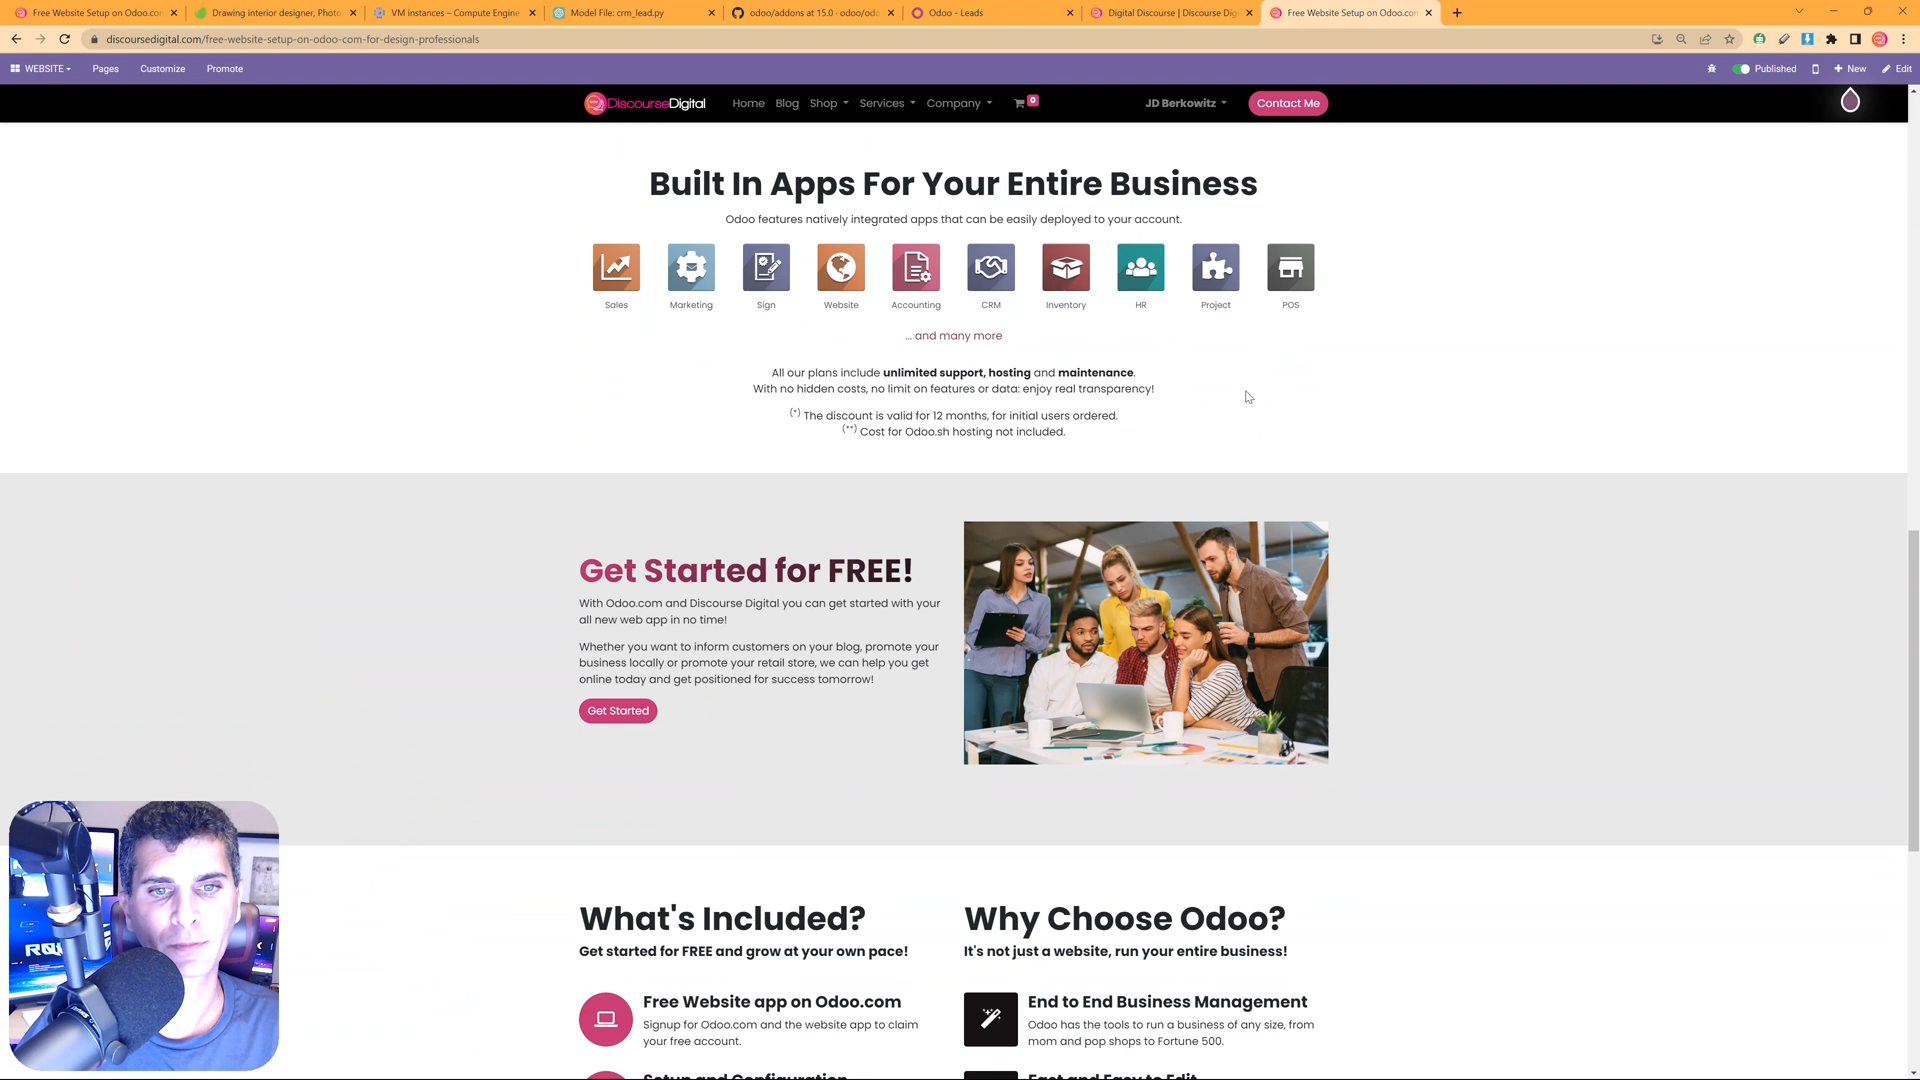 Free Website Setup on Odoo.com
Drawing interior designer, Photo
VM instances – Compute Engine
Model File: crm_lead.py
odoo/addons at 15.0 · odoo/odo
Odoo - Leads
Digital Discourse | Discourse Dig
Free Website Setup on Odoo.com
discoursedigital.com/free-website-setup-on-odoo-com-for-design-professionals
WEBSITE
Pages
Customize
Promote
Published
New
Edit
DiscourseDigital
Home
Blog
Shop
Services
Company
0
JD Berkowitz
Contact Me
Built In Apps For Your Entire Business
Odoo features natively integrated apps that can be easily deployed to your account.
Sales
Marketing
Sign
Website
Accounting
CRM
Inventory
HR
Project
POS
... and many more
All our plans include unlimited support, hosting and maintenance.
With no hidden costs, no limit on features or data: enjoy real transparency!
(*) The discount is valid for 12 months, for initial users ordered.
(**) Cost for Odoo.sh hosting not included.
Get Started for FREE!
With Odoo.com and Discourse Digital you can get started with your
all new web app in no time!
Whether you want to inform customers on your blog, promote your
business locally or promote your retail store, we can help you get
online today and get positioned for success tomorrow!
Get Started
What's Included?
Get started for FREE and grow at your own pace!
Free Website app on Odoo.com
Signup for Odoo.com and the website app to claim
your free account.
Setup and Configuration
Why Choose Odoo?
It's not just a website, run your entire business!
End to End Business Management
Odoo has the tools to run a business of any size, from
mom and pop shops to Fortune 500.
Fast and Easy to Edit